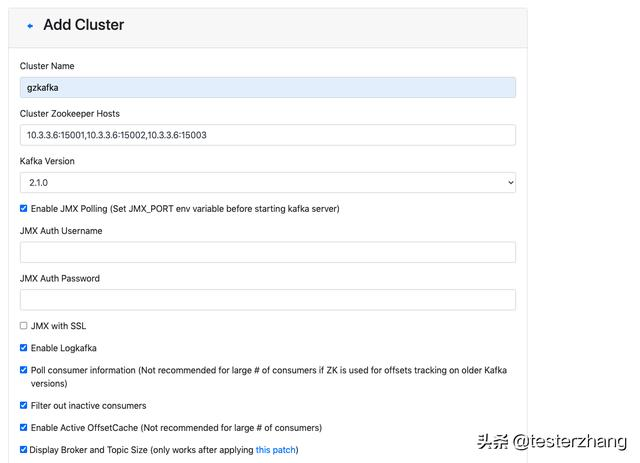 Add Cluster
Cluster Name
gzkafka
Cluster Zookeeper Hosts
10.3.3.6:15001,10.3.3.6:15002,10.3.3.6:15003
Kafka Version
2.1.0
Enable JMX Polling (Set JMX_PORT env variable before starting kafka server)
JMX Auth Username
JMX Auth Password
JMX with SSL
Enable Logkafka
Poll consumer information (Not recommended for large # of consumers if ZK is used for offsets tracking on older Kafka
versions)
Filter out inactive consumers
Enable Active OffsetCache (Not recommended for large # of consumers)
Display Broker and Topic Size (only works after applying this patch)
头条 @testerzhang